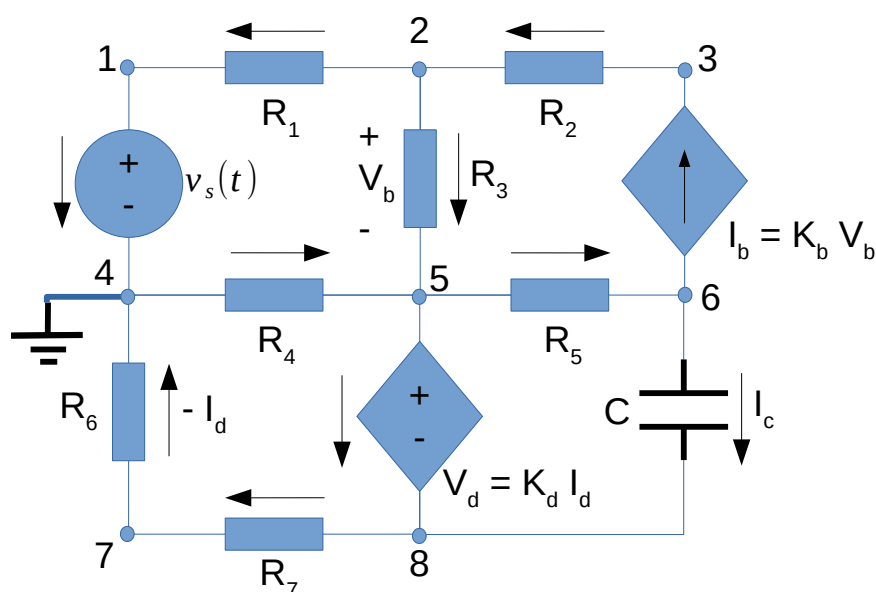 1
2
3
R1
R2
+
-
vs(t)
+
Vb
-
R3
Ib = Kb Vb
4
5
6
R4
R5
R6
- Id
+
-
C
Ic
Vd = Kd Id
7
8
R7